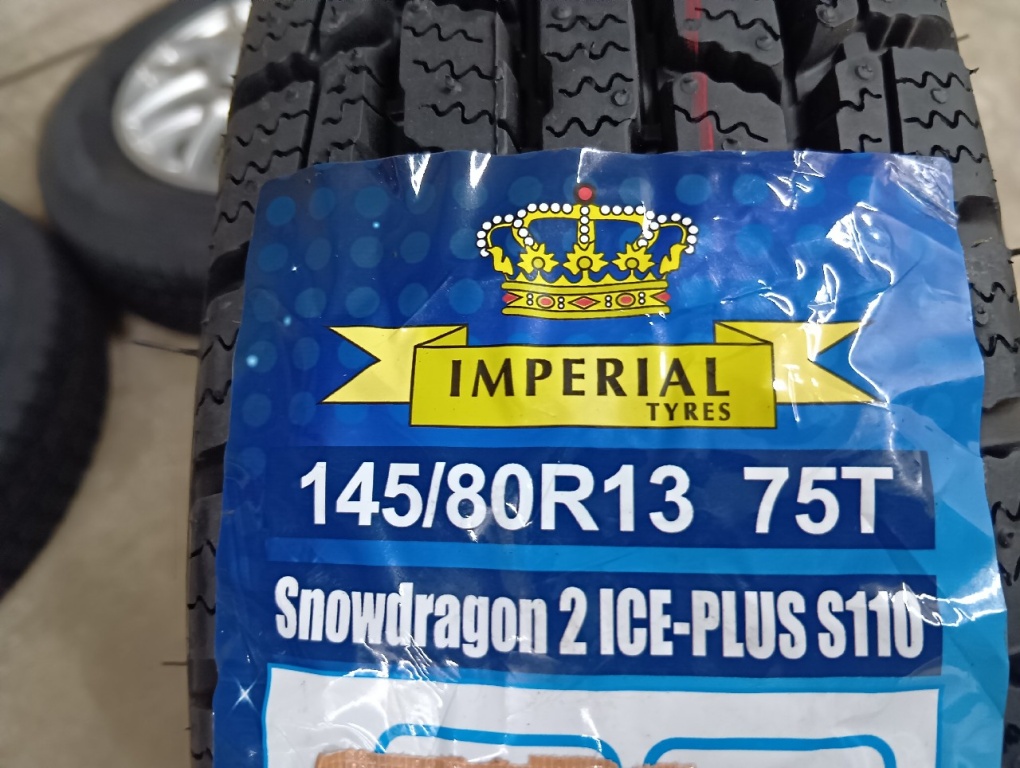 IMPERIAL
TYRES
145/80R13 75T
Snowdragon 2 ICE-PLUS S110